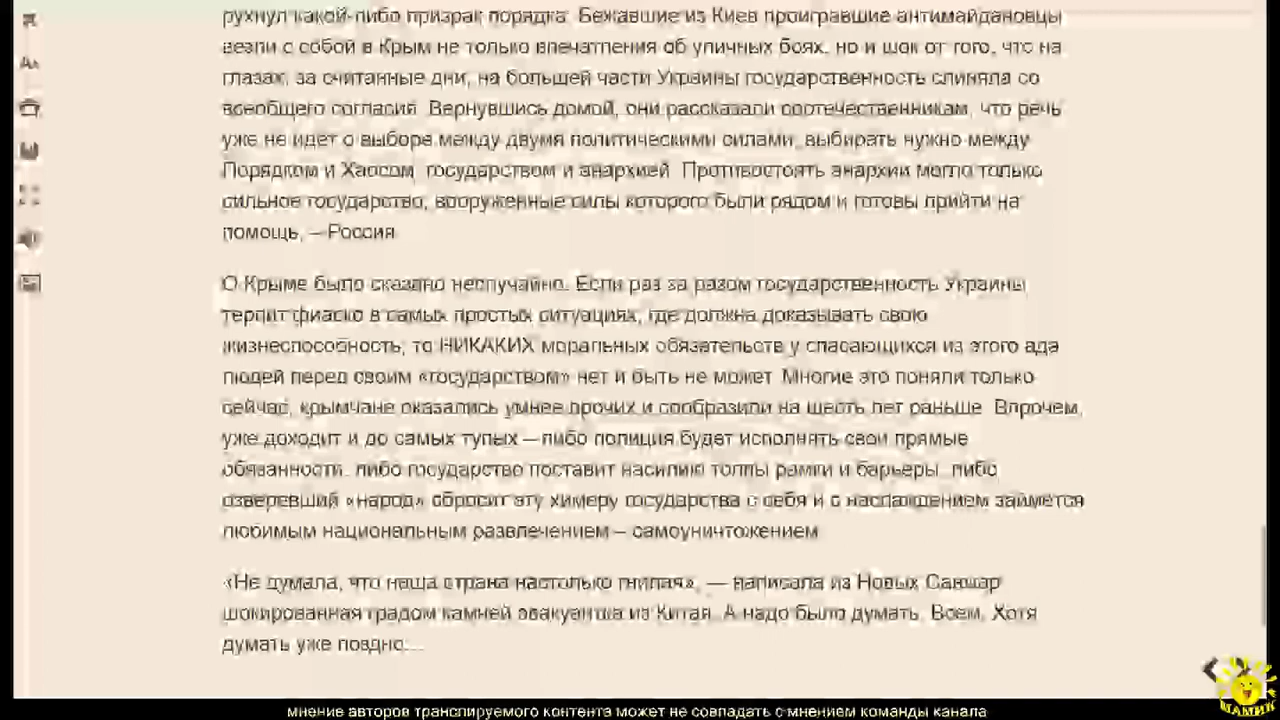 рухнул какой-либо призрак порядка. Бежавшие из Киев проигравшие антимайдановцы
везли с собой в Крым не только впечатления об уличных боях, но и шок от того, что на
глазах, за считанные дни, на большей части Украины государственность слиняла со
всеобщего согласия. Вернувшись домой, они рассказали соотечественникам, что речь
уже не идет о выборе между двумя политическими силами, выбирать нужно между
Порядком и Хаосом, государством и анархией. Противостоять анархии могло только
сильное государство, вооруженные силы которого были рядом и готовы прийти на
помощь, – Россия.
О Крыме было сказано неслучайно. Если раз за разом государственность Украины
терпит фиаско в самых простых ситуациях, где должна доказывать свою
жизнеспособность, то НИКАКИХ моральных обязательств у спасающихся из этого ада
людей перед своим «государством» нет и быть не может. Многие это поняли только
сейчас, крымчане оказались умнее прочих и сообразили на шесть лет раньше. Впрочем,
уже доходит и до самых тупых – либо полиция будет исполнять свои прямые
обязанности, либо государство поставит насилию толпы рамки и барьеры, либо
озверевший «народ» сбросит эту химеру государства с себя и с наслаждением займется
любимым национальным развлечением – самоуничтожением.
«Не думала, что наша страна настолько гнилая», — написала из Новых Санжар
шокированная градом камней эвакуантка из Китая. А надо было думать. Всем. Хотя
думать уже поздно...
МАМИК
мнение авторов транслируемого контента может не совпадать с мнением команды канала